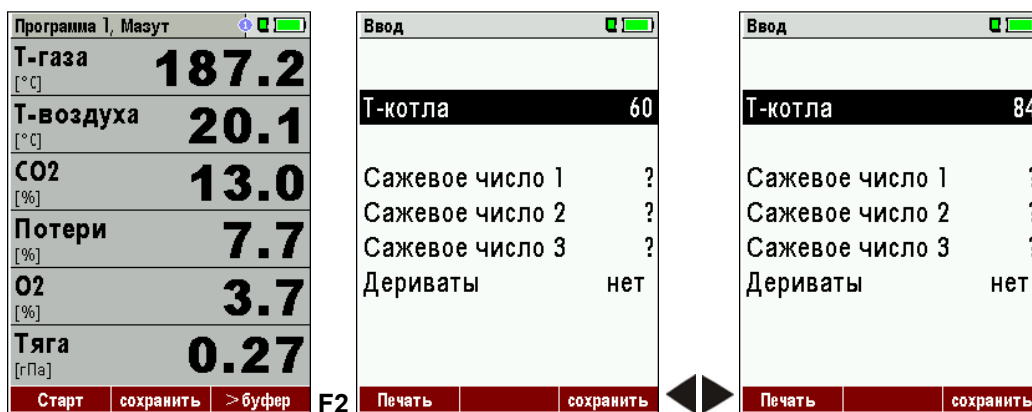 Программа 1, Мазут
Т-газа 187.2
[°C]
Т-воздуха 20.1
[°C]
CO2 13.0
[%]
Потери 7.7
[%]
O2 3.7
[%]
Тяга 0.27
[гПа]
Старт сохранить >буфер
F2
Ввод
Т-котла 60
Сажевое число 1 ?
Сажевое число 2 ?
Сажевое число 3 ?
Дериваты нет
Печать сохранить
Ввод
Т-котла 84
Сажевое число 1 ?
Сажевое число 2 ?
Сажевое число 3 ?
Дериваты нет
Печать сохранить